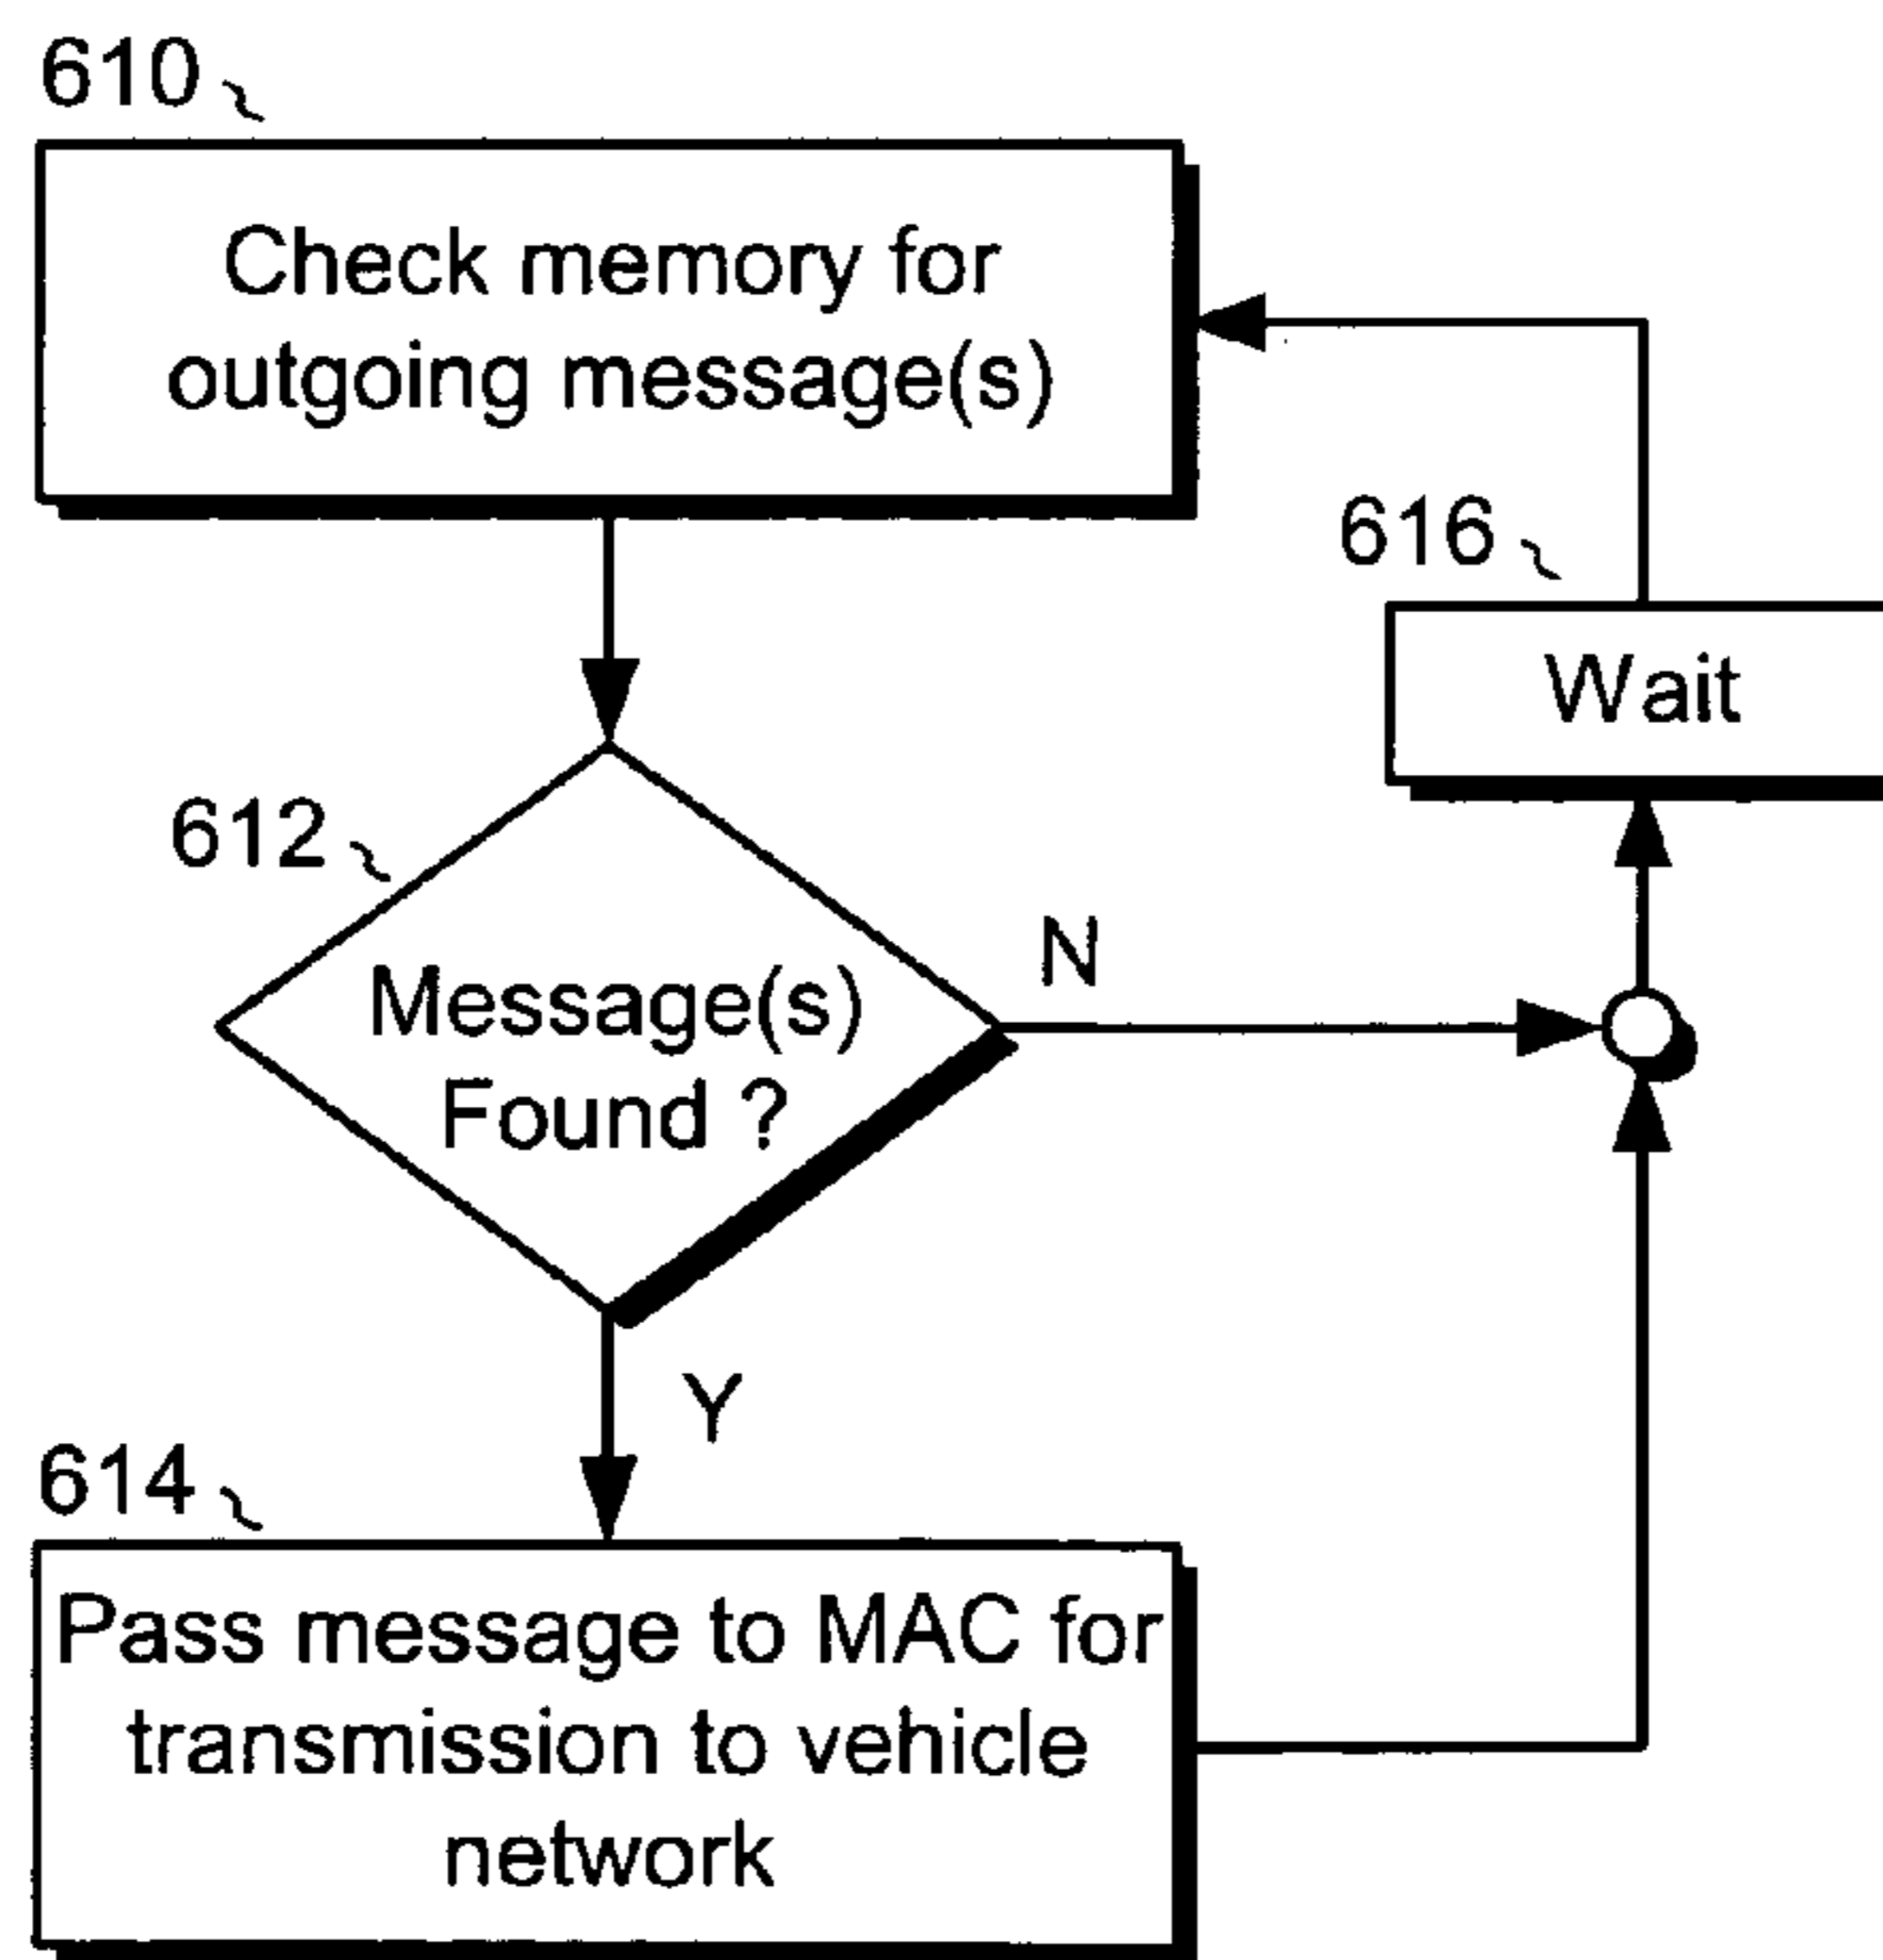 610
Check memory for
outgoing message(s)
616
Wait
612
Message(s)
Found ?
N
Y
614
Pass message to MAC for
transmission to vehicle
network